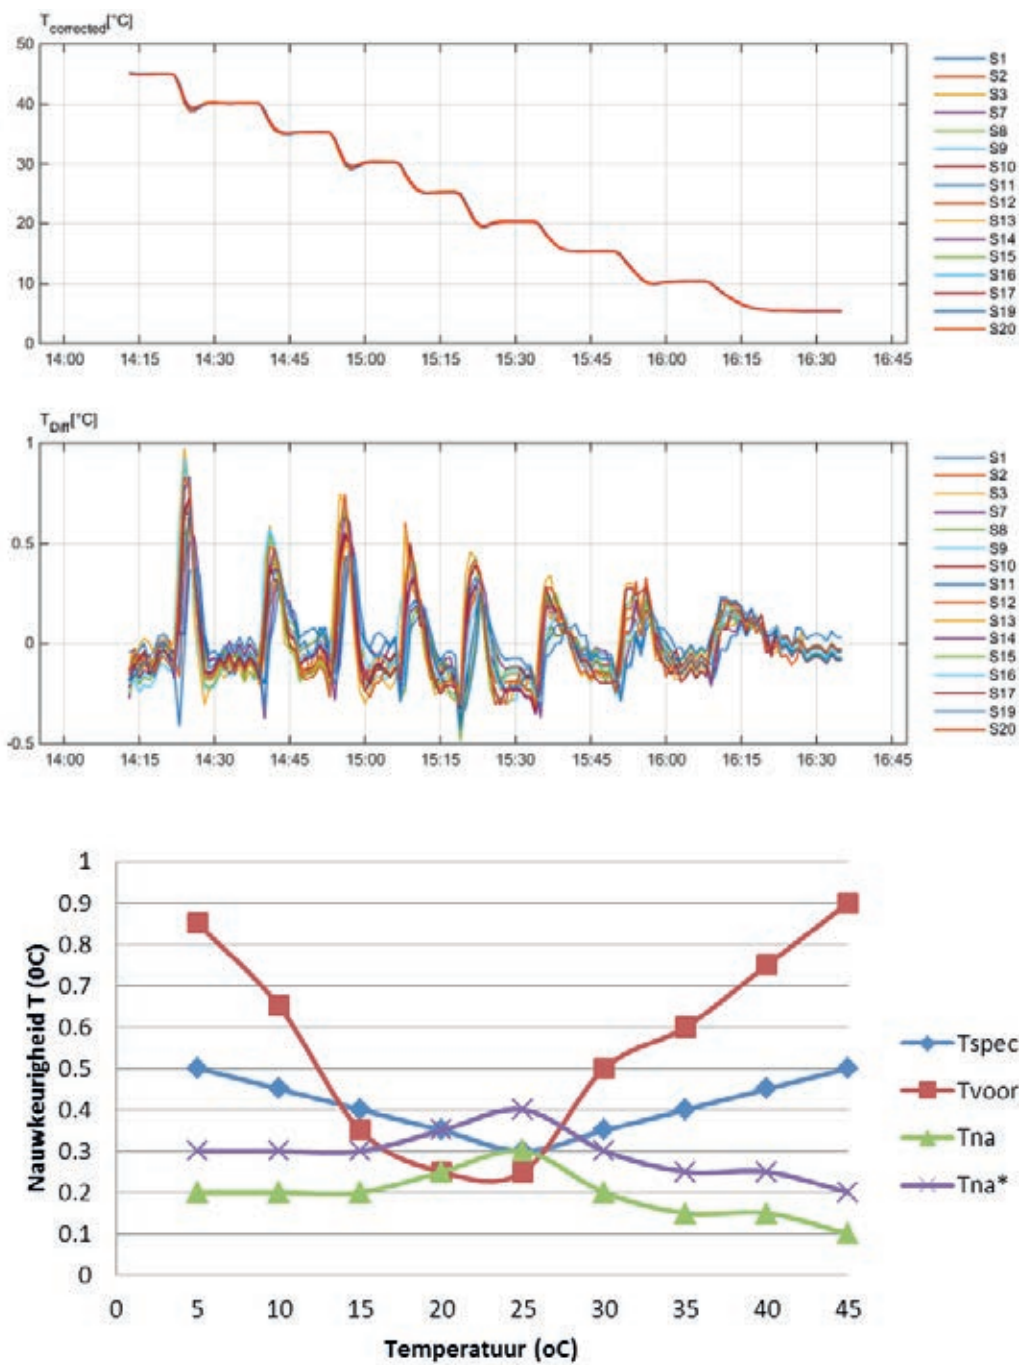 T corrected [°C]
50
40
30
20
10
0
14:00 14:15 14:30 14:45 15:00 15:15 15:30 15:45 16:00 16:15 16:30 16:45
S1
S2
S3
S7
S8
S9
S10
S11
S12
S13
S14
S15
S16
S17
S19
S20
T Diff [°C]
1
0.5
0
-0.5
14:00 14:15 14:30 14:45 15:00 15:15 15:30 15:45 16:00 16:15 16:30 16:45
S1
S2
S3
S7
S8
S9
S10
S11
S12
S13
S14
S15
S16
S17
S19
S20
Nauwkeurigheid T (0C)
1
0.9
0.8
0.7
0.6
0.5
0.4
0.3
0.2
0.1
0
0 5 10 15 20 25 30 35 40 45
Temperatuur (oC)
Tspec
Tvoor
Tna
Tna*